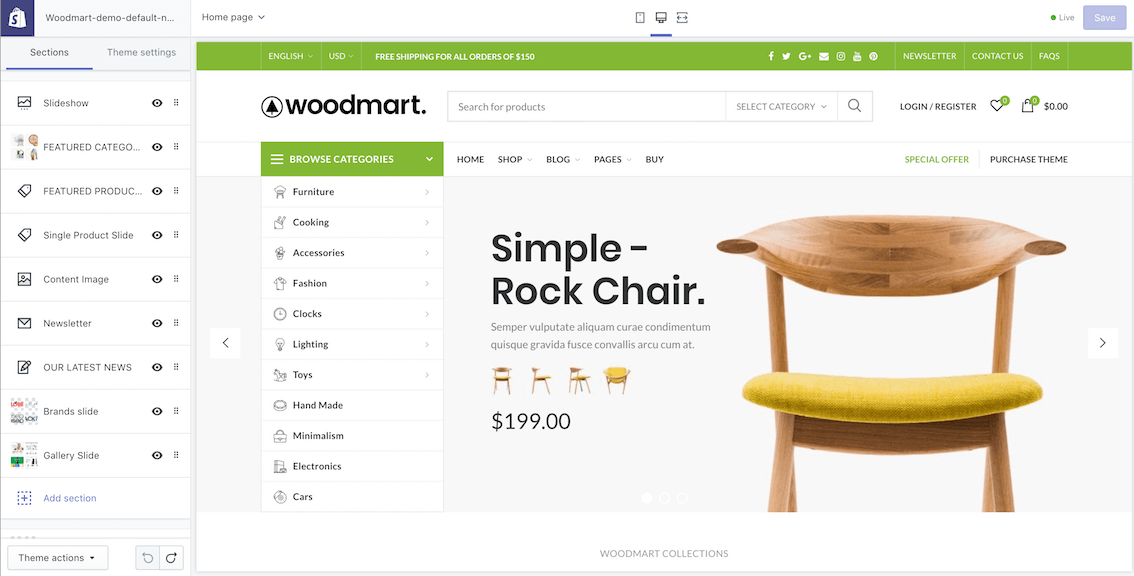 Woodmart-demo-default-n...
Home page
Live
Save
Sections
Theme settings
Slideshow
FEATURED CATEGO...
FEATURED PRODUC...
Single Product Slide
Content Image
Newsletter
OUR LATEST NEWS
Brands slide
Gallery Slide
Add section
Theme actions
ENGLISH
USD
FREE SHIPPING FOR ALL ORDERS OF $150
NEWSLETTER
CONTACT US
FAQS
woodmart.
Search for products
SELECT CATEGORY
LOGIN / REGISTER
0
0
$0.00
BROWSE CATEGORIES
HOME
SHOP
BLOG
PAGES
BUY
SPECIAL OFFER
PURCHASE THEME
Furniture
Cooking
Accessories
Fashion
Clocks
Lighting
Toys
Hand Made
Minimalism
Electronics
Cars
Simple -
Rock Chair.
Semper vulputate aliquam curae condimentum
quisque gravida fusce convallis arcu cum at.
$199.00
WOODMART COLLECTIONS